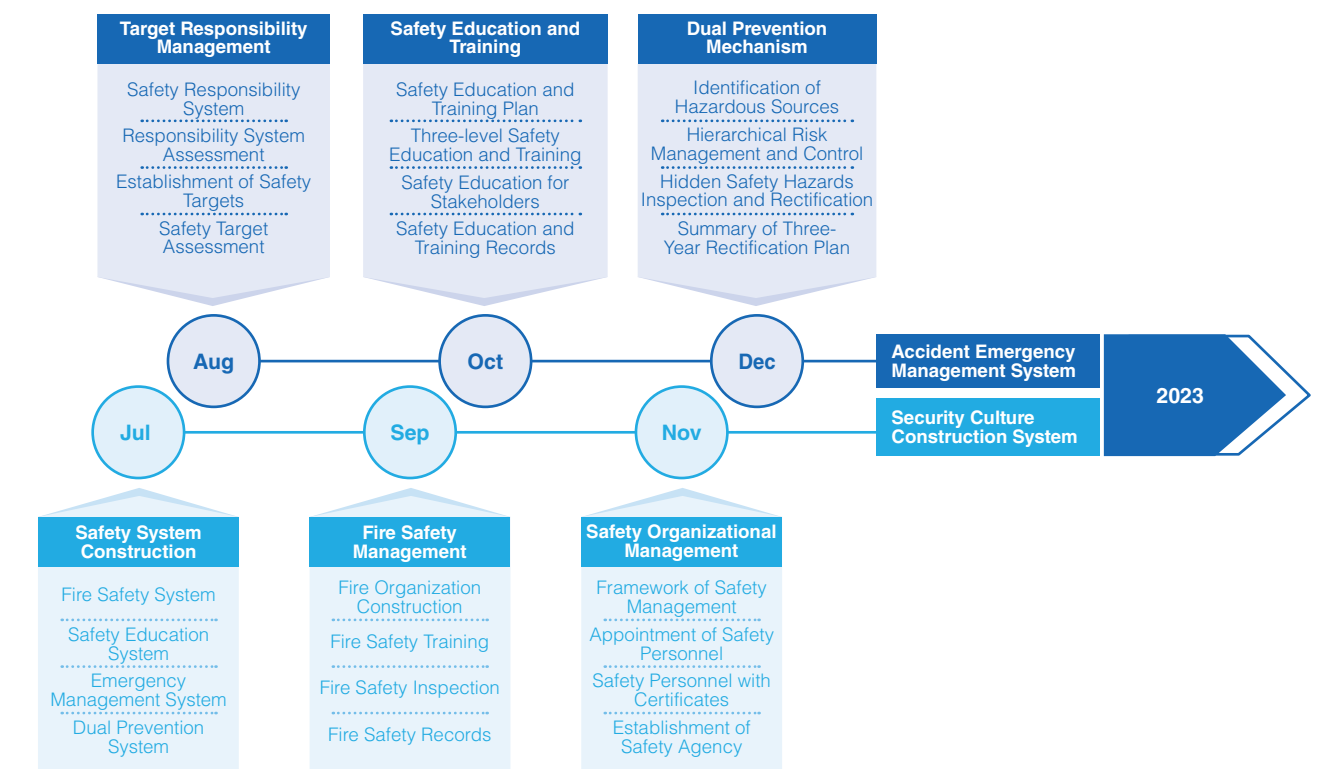 Target Responsibility
Management
Safety Responsibility
System
Responsibility System
Assessment
Establishment of Safety
Targets
Safety Target
Assessment
Safety Education and
Training
Safety Education and
Training Plan
Three-level Safety
Education and Training
Safety Education for
Stakeholders
Safety Education and
Training Records
Dual Prevention
Mechanism
Identification of
Hazardous Sources
Hierarchical Risk
Management and Control
Hidden Safety Hazards
Inspection and Rectification
Summary of Three-
Year Rectification Plan
Aug
Oct
Dec
Accident Emergency
Management System
2023
Jul
Sep
Nov
Security Culture
Construction System
Safety System
Construction
Fire Safety System
Safety Education
System
Emergency
Management System
Dual Prevention
System
Fire Safety
Management
Fire Organization
Construction
Fire Safety Training
Fire Safety Inspection
Fire Safety Records
Safety Organizational
Management
Framework of Safety
Management
Appointment of Safety
Personnel
Safety Personnel with
Certificates
Establishment of
Safety Agency